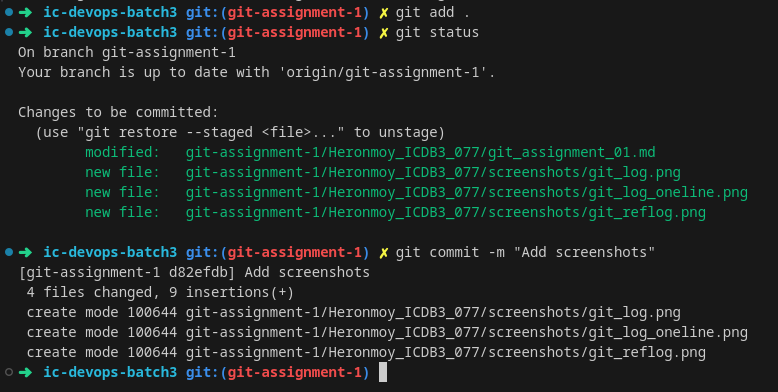 ➜ ic-devops-batch3 git:(git-assignment-1) ✗ git add .
➜ ic-devops-batch3 git:(git-assignment-1) ✗ git status
On branch git-assignment-1
Your branch is up to date with 'origin/git-assignment-1'.
Changes to be committed:
(use "git restore --staged <file>..." to unstage)
modified: git-assignment-1/Heronmoy_ICDB3_077/git_assignment_01.md
new file: git-assignment-1/Heronmoy_ICDB3_077/screenshots/git_log.png
new file: git-assignment-1/Heronmoy_ICDB3_077/screenshots/git_log_oneline.png
new file: git-assignment-1/Heronmoy_ICDB3_077/screenshots/git_reflog.png
➜ ic-devops-batch3 git:(git-assignment-1) ✗ git commit -m "Add screenshots"
[git-assignment-1 d82efdb] Add screenshots
4 files changed, 9 insertions(+)
create mode 100644 git-assignment-1/Heronmoy_ICDB3_077/screenshots/git_log.png
create mode 100644 git-assignment-1/Heronmoy_ICDB3_077/screenshots/git_log_oneline.png
create mode 100644 git-assignment-1/Heronmoy_ICDB3_077/screenshots/git_reflog.png
➜ ic-devops-batch3 git:(git-assignment-1)